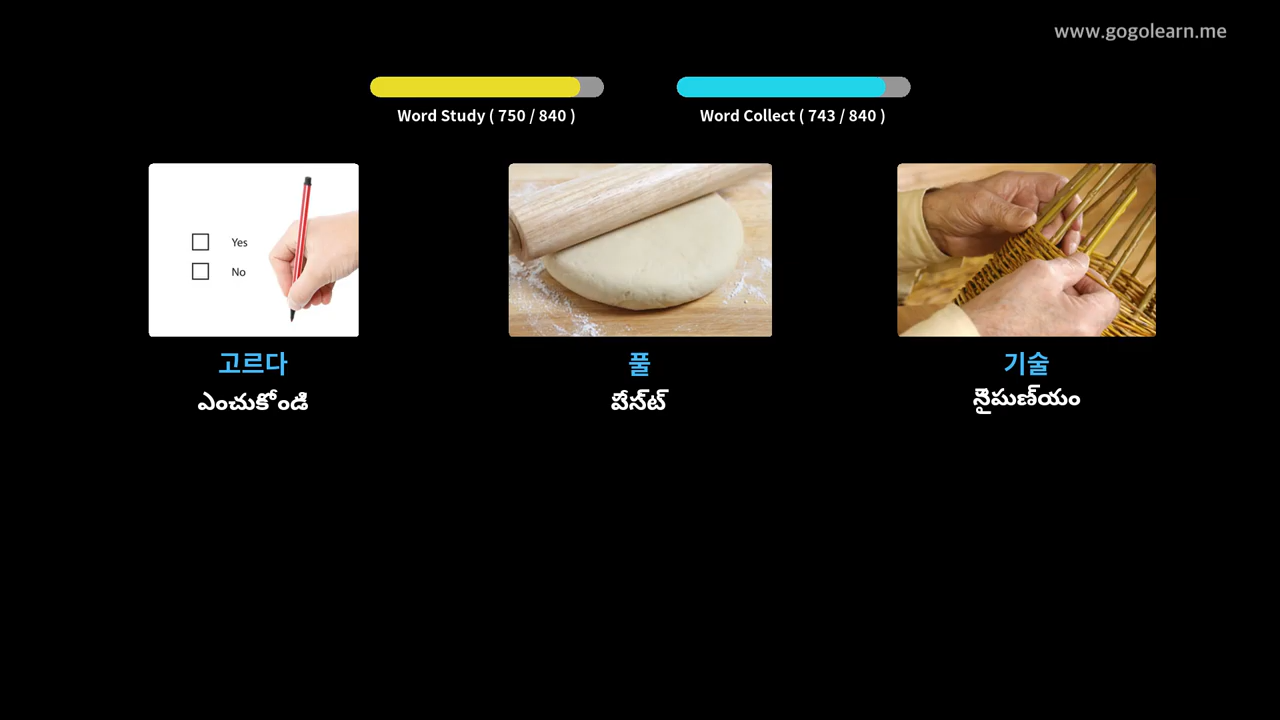 www.gogolearn.me
Word Study ( 750 / 840 )
Word Collect ( 743 / 840 )
Yes
No
고르다
풀
기술
ఎంచుకోండి
పేస్ట్
నైపుణ్యం